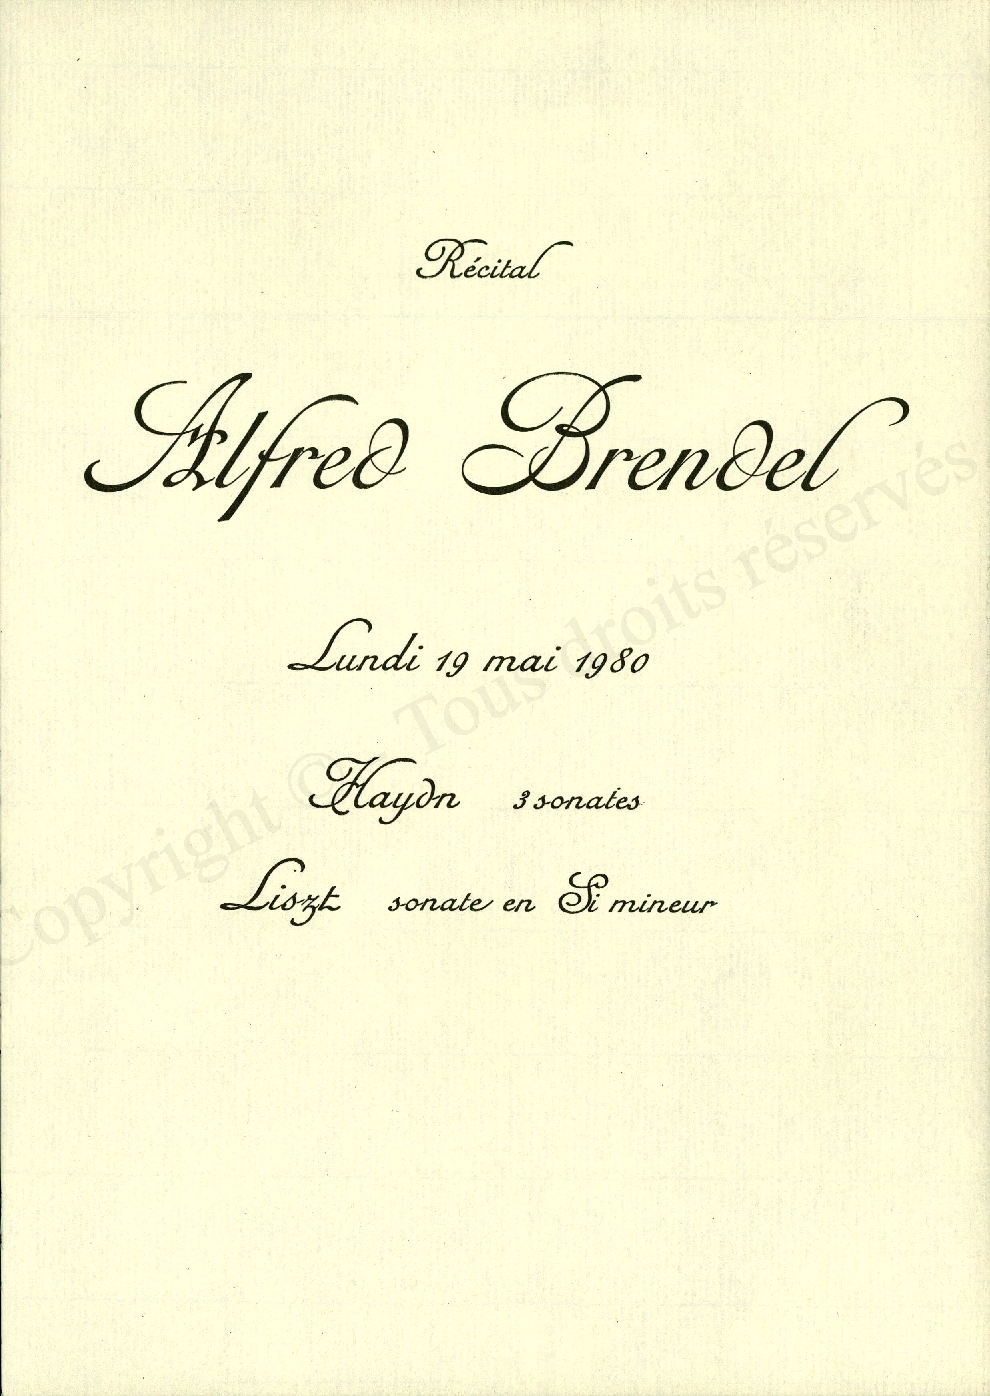 Récital
Alfred Brendel
Lundi 19 mai 1980
Haydn 3 sonates
Liszt sonate en Si mineur
Copyright © - Tous droits réservés